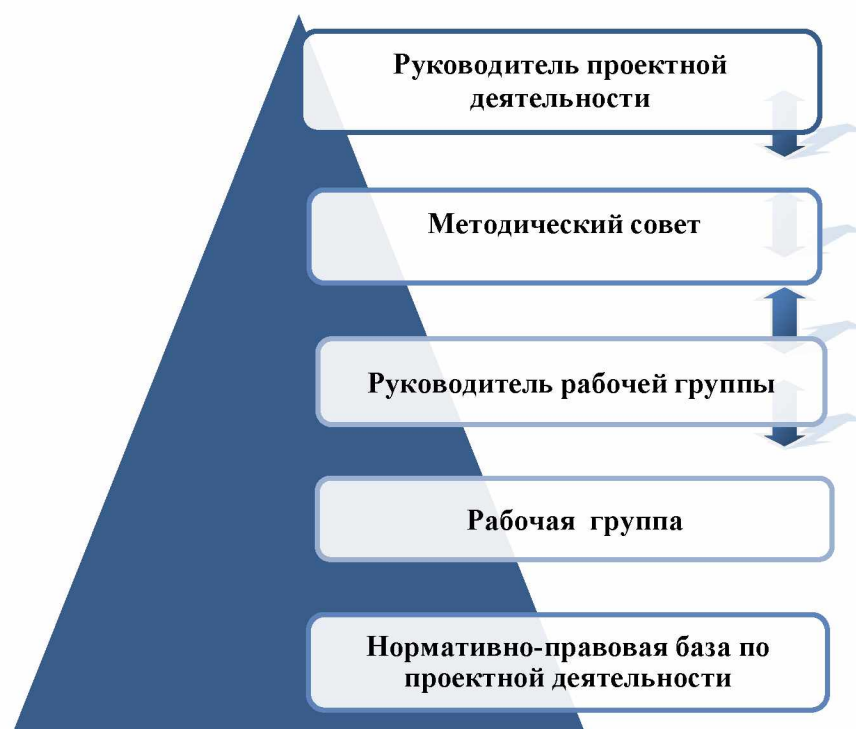 Руководитель проектной
деятельности
Методический совет
Руководитель рабочей группы
Рабочая группа
Нормативно-правовая база по
проектной деятельности